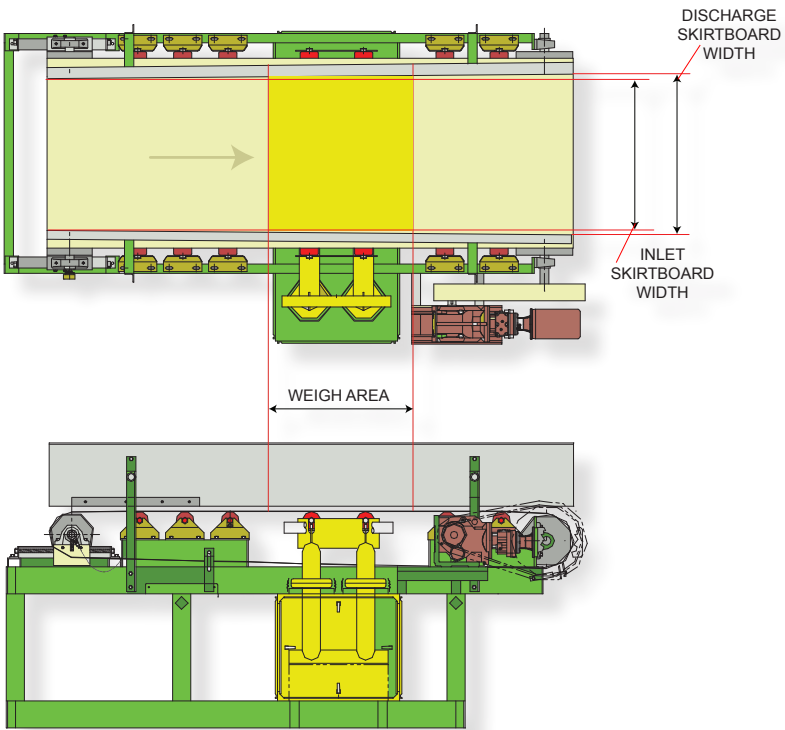 DISCHARGE
SKIRTBOARD
WIDTH
INLET
SKIRTBOARD
WIDTH
WEIGH AREA